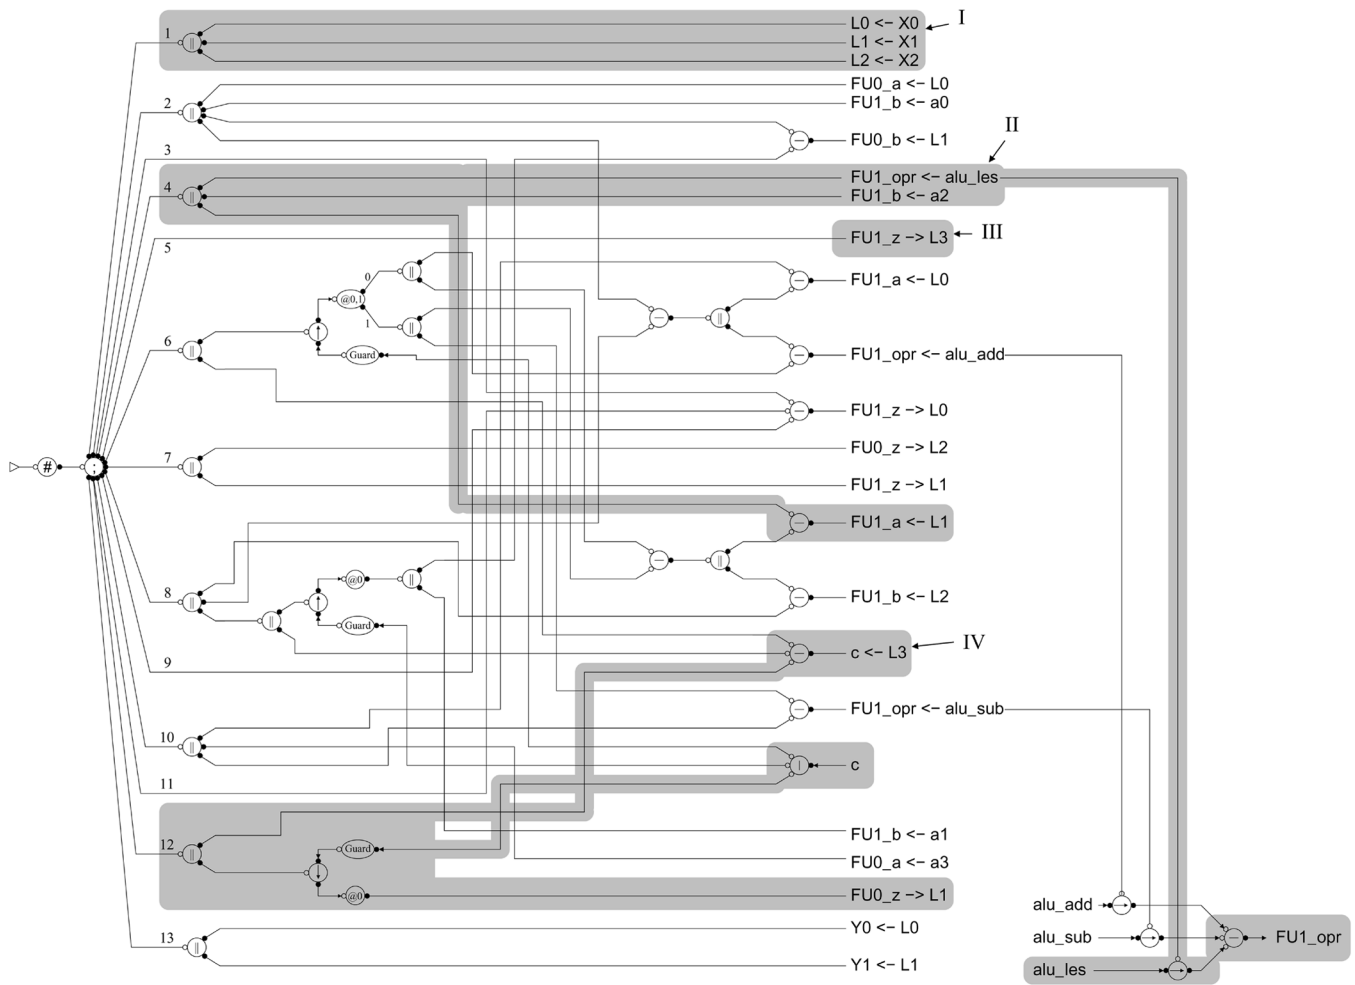 I
1
L0 <− X0
L1 <− X1
L2 <− X2
FU0_a <− L0
2
FU1_b <− a0
II
FU0_b <− L1
3
FU1_opr <− alu_les
4
FU1_b <− a2
III
FU1_z −> L3
5
0
@0,1
1
FU1_a <− L0
6
Guard
FU1_opr <− alu_add
FU1_z −> L0
FU0_z −> L2
7
#
;
FU1_z −> L1
FU1_a <− L1
8
@0
FU1_b <− L2
Guard
IV
c <− L3
9
FU1_opr <− alu_sub
10
c
11
FU1_b <− a1
12
Guard
FU0_a <− a3
@0
FU0_z −> L1
alu_add
Y0 <− L0
13
alu_sub
FU1_opr
Y1 <− L1
alu_les